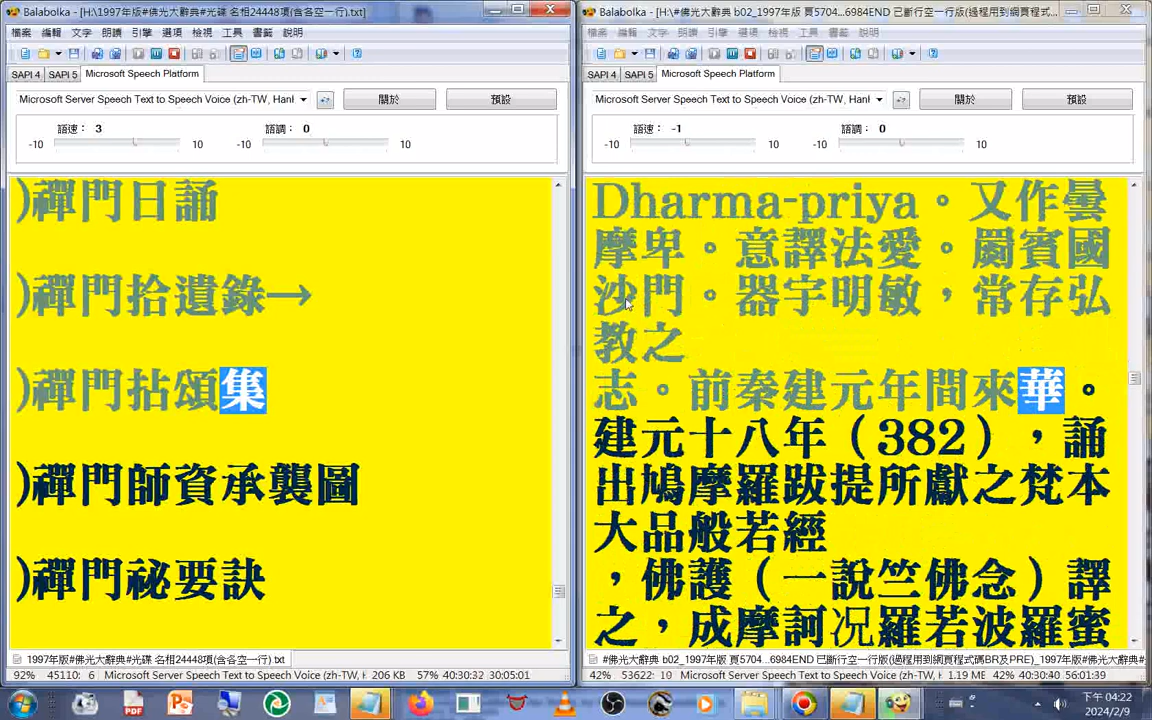 Balabolka - [H:\1997年版#佛光大辭典#光碟 名相24448項(含各空一行).txt]
檔案 編輯 文字 朗讀 引擎 選項 檢視 工具 書籤 說明
SAPI 4 SAPI 5 Microsoft Speech Platform
Microsoft Server Speech Text to Speech Voice (zh-TW, Hanl
關於 預設
語速： 3 語調： 0
-10 10 -10 10
)禪門日誦
)禪門拾遺錄→
)禪門拈頌集
)禪門師資承襲圖
)禪門祕要訣
1997年版#佛光大辭典#光碟 名相24448項(含各空一行).txt
92% 45110: 6 Microsoft Server Speech Text to Speech Voice (zh-TW, H 206 KB 57% 40:30:32 30:05:01
Balabolka - [H:\#佛光大辭典 b02_1997年版 頁5704...6984END 已斷行空一行版(過程用到網頁程式...
檔案 編輯 文字 朗讀 引擎 選項 檢視 工具 書籤 說明
SAPI 4 SAPI 5 Microsoft Speech Platform
Microsoft Server Speech Text to Speech Voice (zh-TW, Hanl
關於 預設
語速： -1 語調： 0
-10 10 -10 10
Dharma-priya。又作曇
摩卑。意譯法愛。罽賓國
沙門。器宇明敏，常存弘
教之
志。前秦建元年間來華。
建元十八年（382），誦
出鳩摩羅跋提所獻之梵本
大品般若經
，佛護（一說竺佛念）譯
之，成摩訶况羅若波羅蜜
#佛光大辭典 b02_1997年版 頁5704...6984END 已斷行空一行版(過程用到網頁程式碼BR及PRE)_1997年版#
42% 53622: 10 Microsoft Server Speech Text to Speech Voice (zh-TW, H 1.19 ME 42% 40:30:40 56:01:39
下午 04:22
2024/2/9